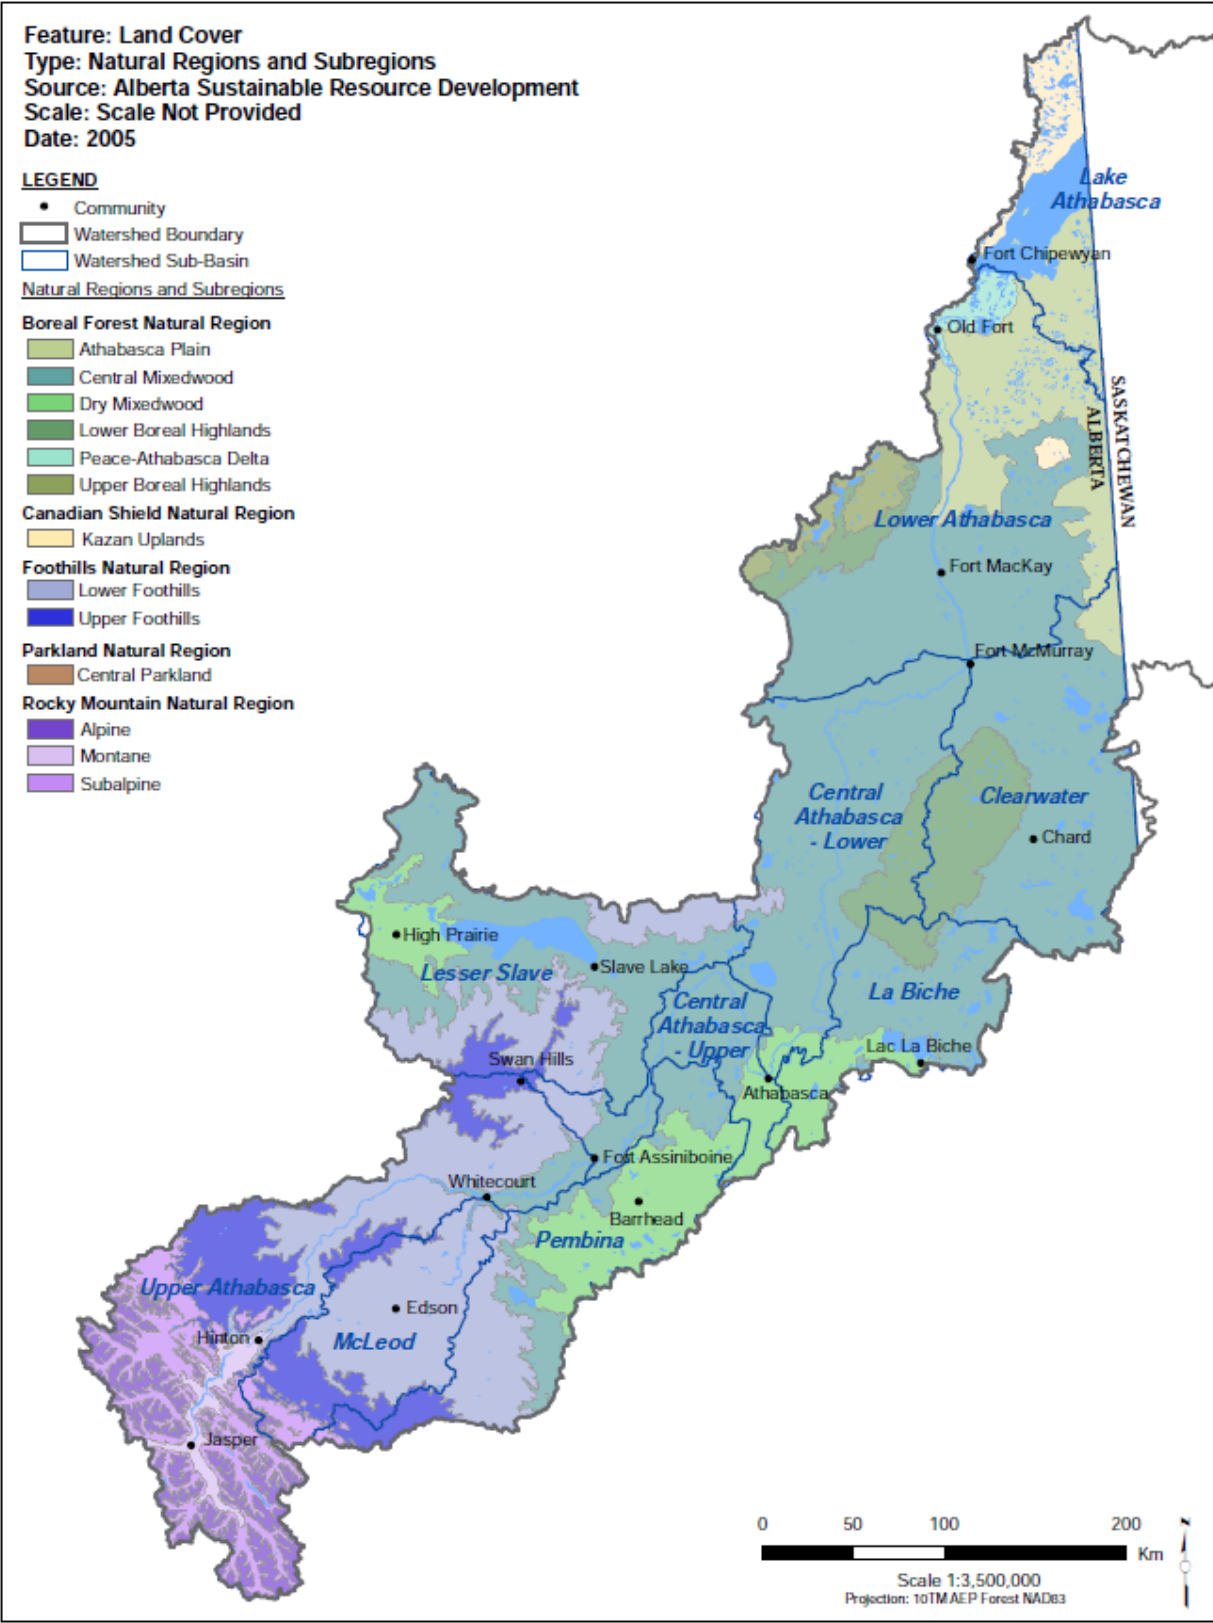 Feature: Land Cover
Type: Natural Regions and Subregions
Source: Alberta Sustainable Resource Development
Scale: Scale Not Provided
Date: 2005
LEGEND
Community
Watershed Boundary
Watershed Sub-Basin
Natural Regions and Subregions
Boreal Forest Natural Region
Athabasca Plain
Central Mixedwood
Dry Mixedwood
Lower Boreal Highlands
Peace-Athabasca Delta
Upper Boreal Highlands
Canadian Shield Natural Region
Kazan Uplands
Foothills Natural Region
Lower Foothills
Upper Foothills
Parkland Natural Region
Central Parkland
Rocky Mountain Natural Region
Alpine
Montane
Subalpine
Lake
Athabasca
Fort Chipewyan
Old Fort
SASKATCHEWAN
ALBERTA
Lower Athabasca
Fort MacKay
Fort McMurray
Central
Athabasca
- Lower
Clearwater
Chard
High Prairie
Lesser Slave
Slave Lake
Central
Athabasca
- Upper
La Biche
Lac La Biche
Swan Hills
Athabasca
Fort Assiniboine
Whitecourt
Barrhead
Pembina
Upper Athabasca
Edson
Hinton
McLeod
Jasper
0 50 100 200
Km
Scale 1:3,500,000
Projection: 10TM AEP Forest NAD83
N